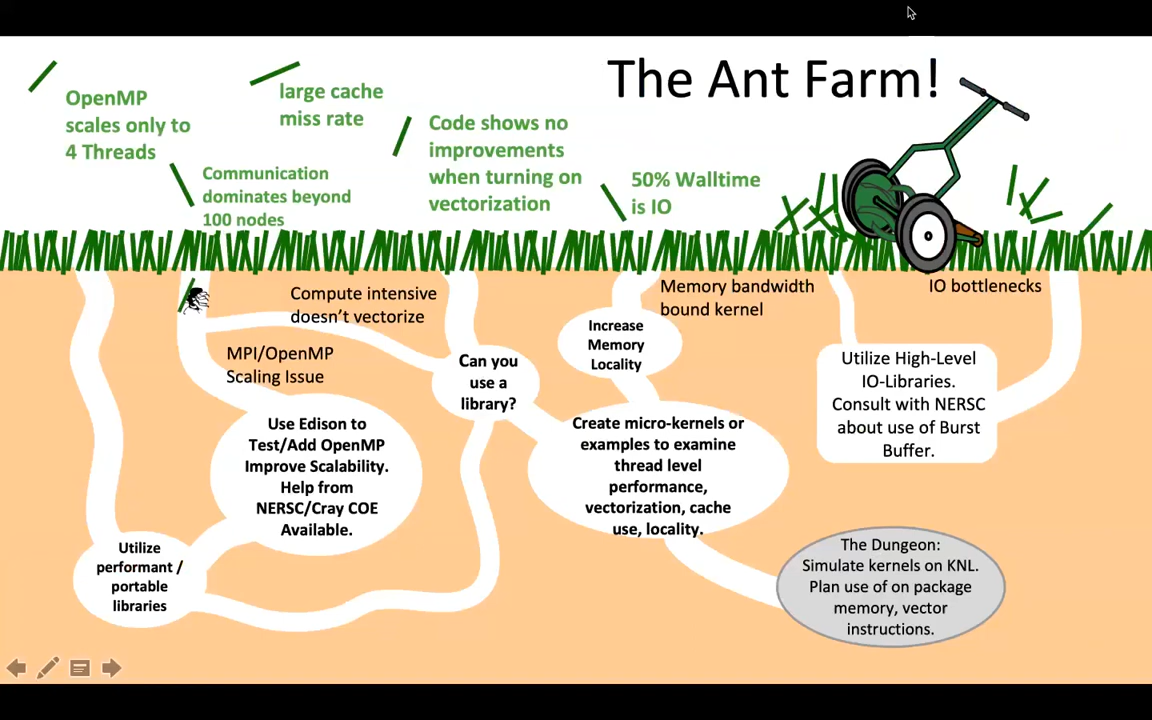 The Ant Farm!
OpenMP
scales only to
4 Threads
large cache
miss rate
Communication
dominates beyond
100 nodes
Code shows no
improvements
when turning on
vectorization
50% Walltime
is IO
Compute intensive
doesn’t vectorize
MPI/OpenMP
Scaling Issue
Memory bandwidth
bound kernel
IO bottlenecks
Increase
Memory
Locality
Can you
use a
library?
Utilize High-Level
IO-Libraries.
Consult with NERSC
about use of Burst
Buffer.
Use Edison to
Test/Add OpenMP
Improve Scalability.
Help from
NERSC/Cray COE
Available.
Create micro-kernels or
examples to examine
thread level
performance,
vectorization, cache
use, locality.
Utilize
performant /
portable
libraries
The Dungeon:
Simulate kernels on KNL.
Plan use of on package
memory, vector
instructions.